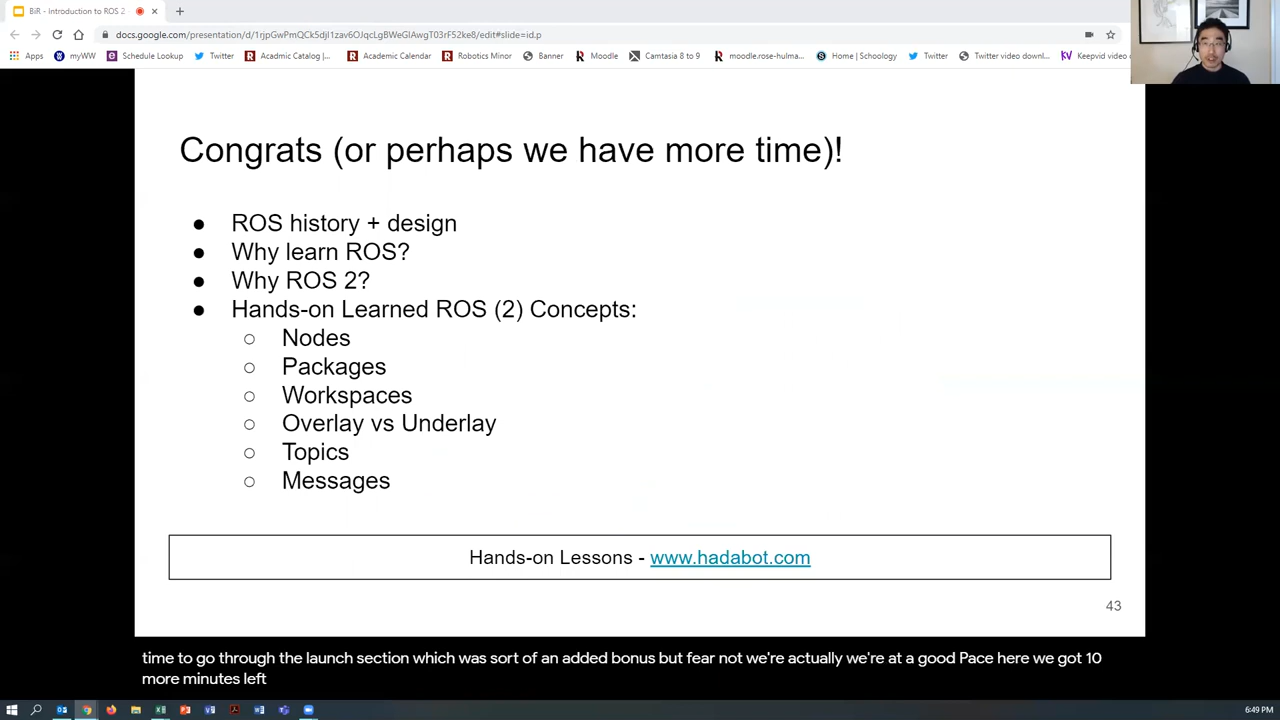 BiR - Introduction to ROS 2
docs.google.com/presentation/d/1rjpGwPmQCk5djI1zav6OJqcLgBWeGIAwgT03rF52ke8/edit#slide=id.p
Apps myWW Schedule Lookup Twitter Acadmic Catalog |... Academic Calendar Robotics Minor Banner Moodle Camtasia 8 to 9 moodle.rose-hulma... Home | Schoology Twitter Twitter video downl... Keepvid video
Congrats (or perhaps we have more time)!
● ROS history + design
● Why learn ROS?
● Why ROS 2?
● Hands-on Learned ROS (2) Concepts:
○ Nodes
○ Packages
○ Workspaces
○ Overlay vs Underlay
○ Topics
○ Messages
Hands-on Lessons - www.hadabot.com
43
time to go through the launch section which was sort of an added bonus but fear not we're actually we're at a good Pace here we got 10
more minutes left
6:49 PM